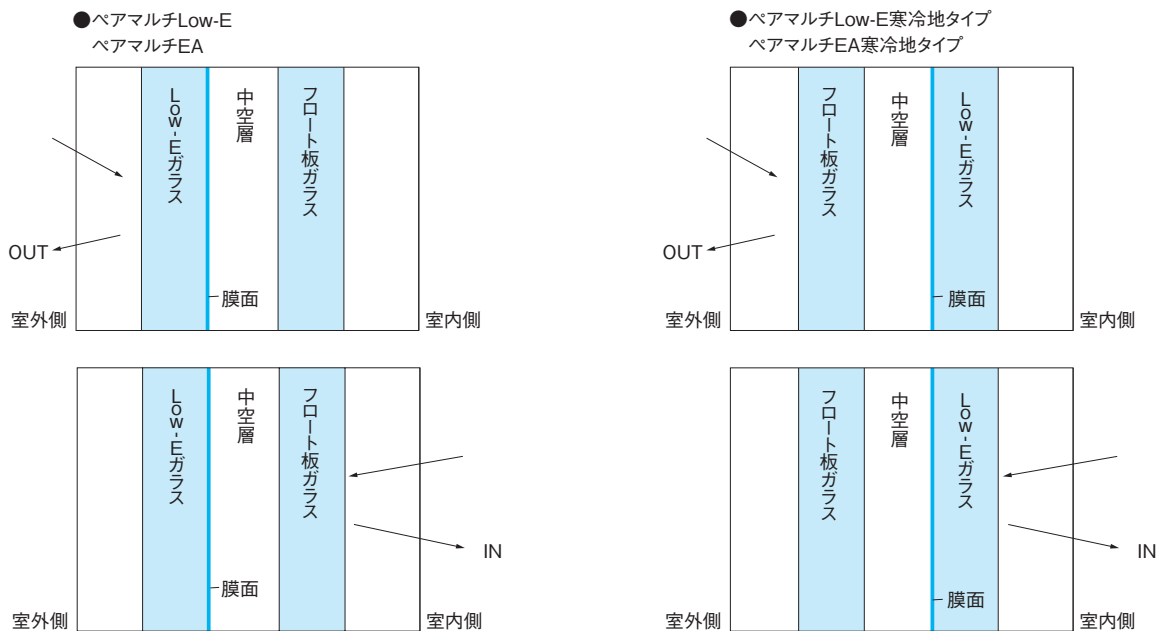 ●ペアマルチLow-E
ペアマルチEA
Low-Eガラス
中空層
フロート板ガラス
OUT
膜面
室外側
室内側
●ペアマルチLow-E寒冷地タイプ
ペアマルチEA寒冷地タイプ
フロート板ガラス
中空層
Low-Eガラス
OUT
膜面
室外側
室内側
Low-Eガラス
中空層
フロート板ガラス
IN
膜面
室外側
室内側
フロート板ガラス
中空層
Low-Eガラス
IN
膜面
室外側
室内側